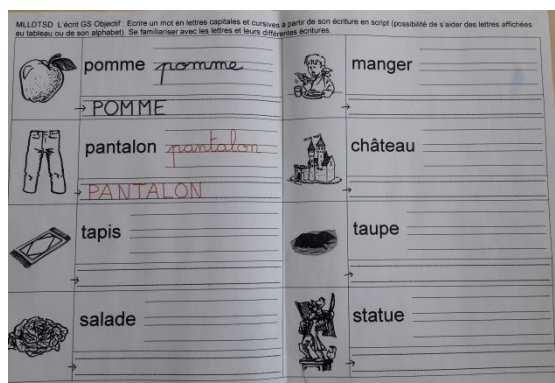 MLLDTSD L'écrit GS Objectif : Ecrire un mot en lettres capitales et cursives à partir de son écriture en script (possibilité de s'aider des lettres affichées
au tableau ou de son alphabet). Se familiariser avec les lettres et leurs différentes écritures.
pomme pomme
→ POMME
pantalon pantalon
→ PANTALON
tapis
→
salade
→
manger
→
château
→
taupe
→
statue
→